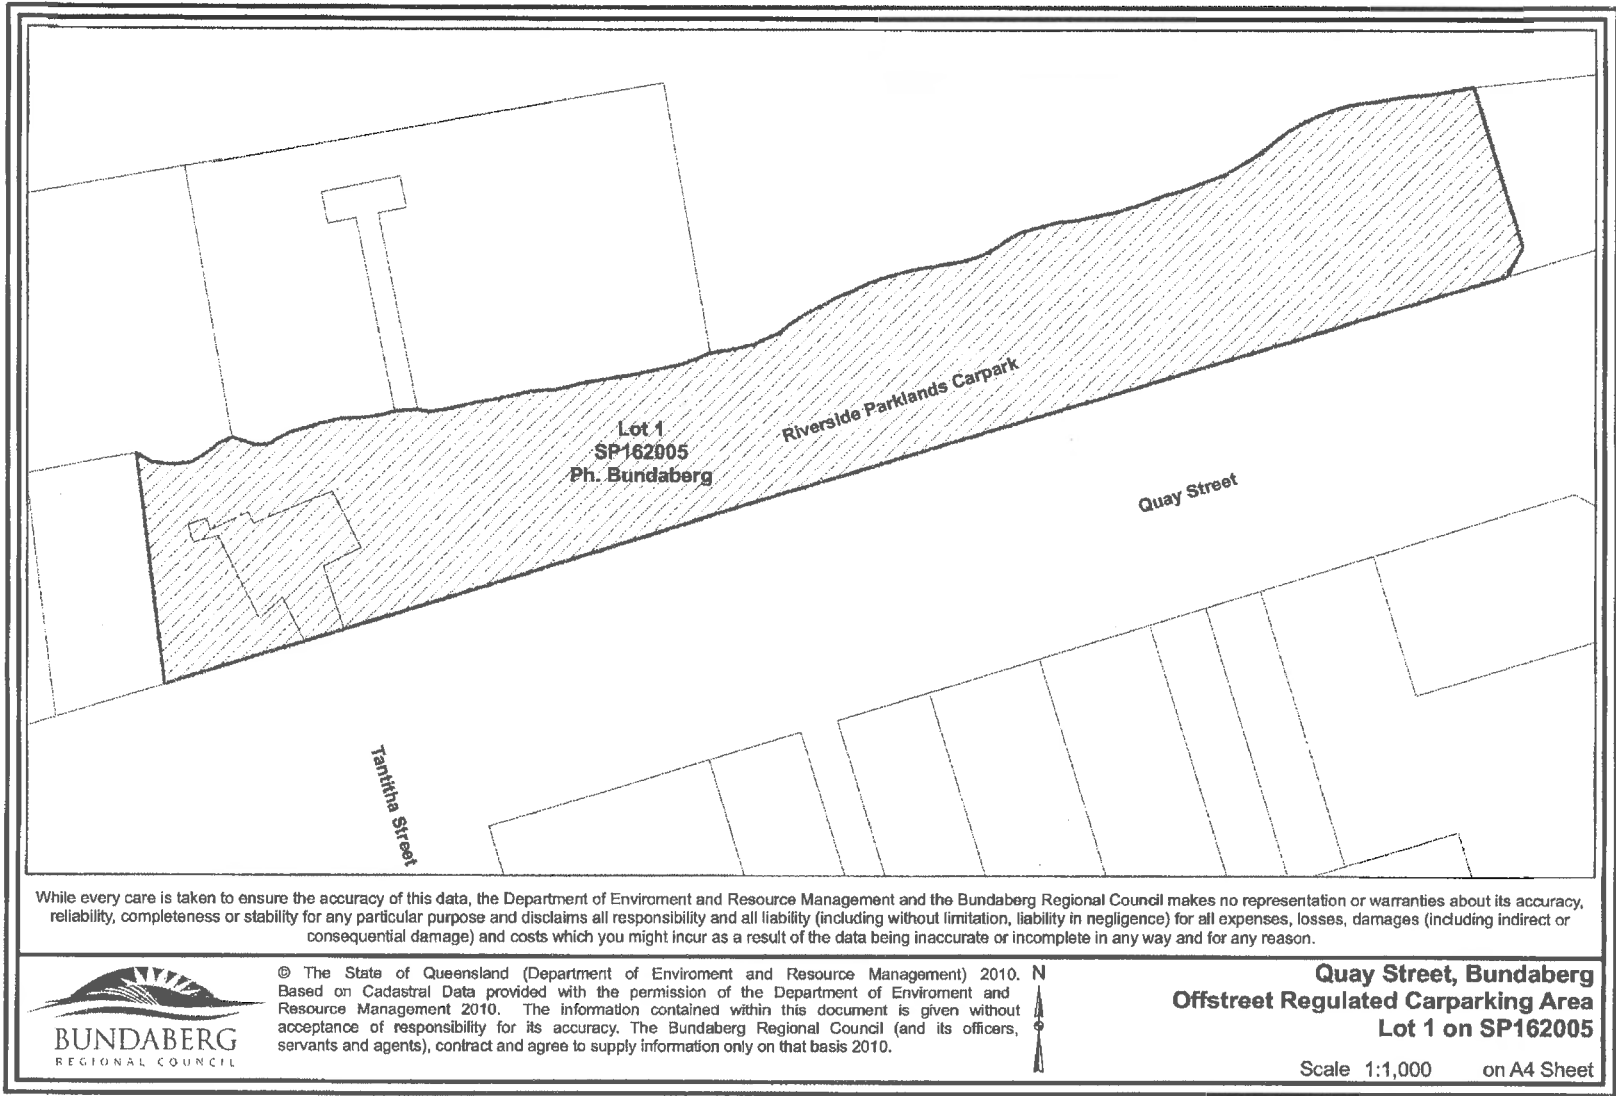 Lot 1
SP162005
Ph. Bundaberg
Riverside Parklands Carpark
Quay Street
Tantitha Street
While every care is taken to ensure the accuracy of this data, the Department of Enviroment and Resource Management and the Bundaberg Regional Council makes no representation or warranties about its accuracy,
reliability, completeness or stability for any particular purpose and disclaims all responsibility and all liability (including without limitation, liability in negligence) for all expenses, losses, damages (including indirect or
consequential damage) and costs which you might incur as a result of the data being inaccurate or incomplete in any way and for any reason.
BUNDABERG
REGIONAL COUNCIL
© The State of Queensland (Department of Enviroment and Resource Management) 2010.
Based on Cadastral Data provided with the permission of the Department of Enviroment and
Resource Management 2010. The information contained within this document is given without
acceptance of responsibility for its accuracy. The Bundaberg Regional Council (and its officers,
servants and agents), contract and agree to supply information only on that basis 2010.
N
Quay Street, Bundaberg
Offstreet Regulated Carparking Area
Lot 1 on SP162005
Scale 1:1,000 on A4 Sheet